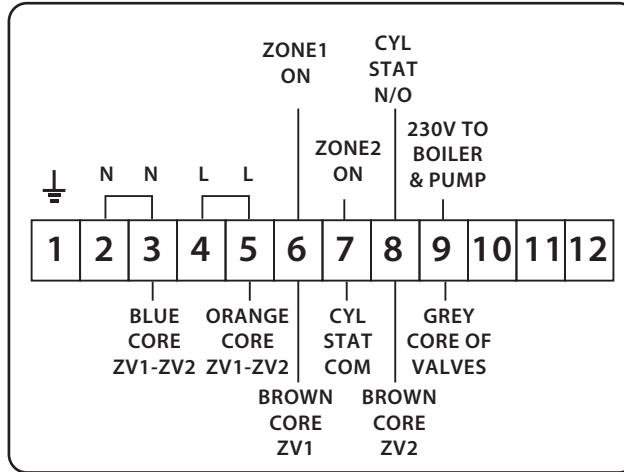 ZONE1
ON
CYL
STAT
N/O
ZONE2
ON
230V TO
BOILER
& PUMP
N N L L
1 2 3 4 5 6 7 8 9 10 11 12
BLUE
CORE
ZV1-ZV2
ORANGE
CORE
ZV1-ZV2
CYL
STAT
COM
GREY
CORE OF
VALVES
BROWN
CORE
ZV1
BROWN
CORE
ZV2